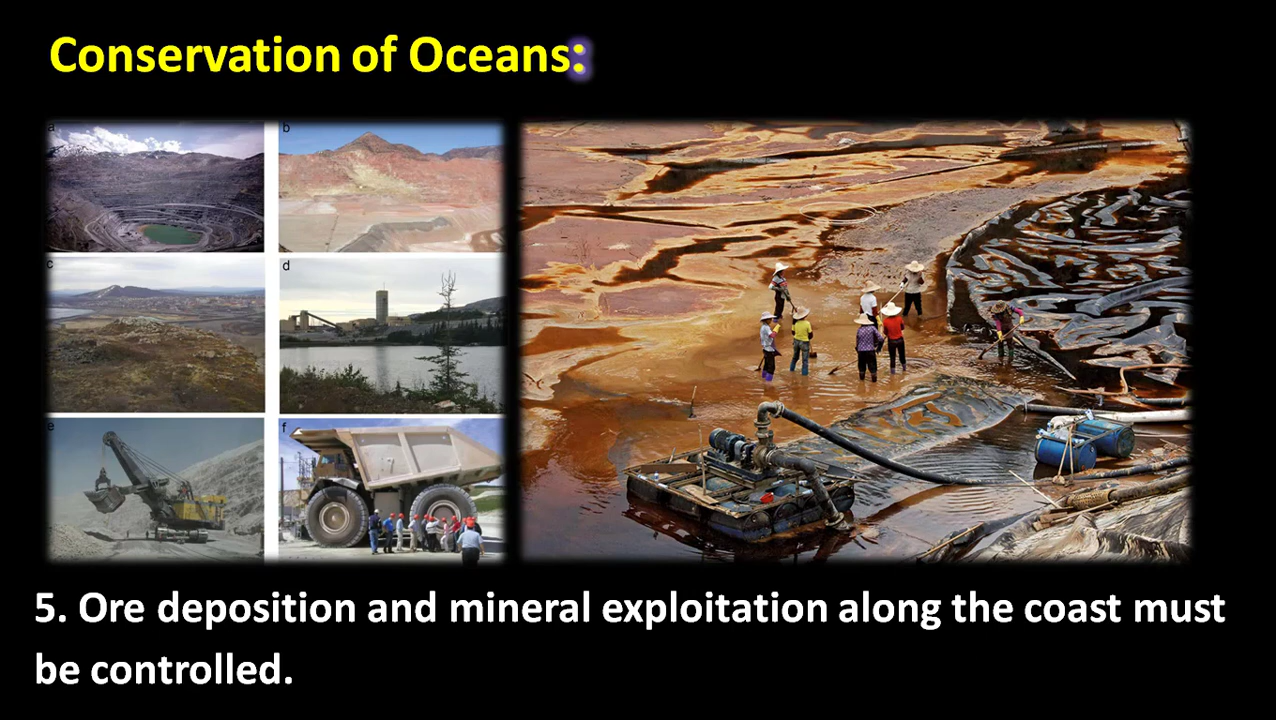 Conservation of Oceans:
a
b
c
d
e
f
5. Ore deposition and mineral exploitation along the coast must
be controlled.